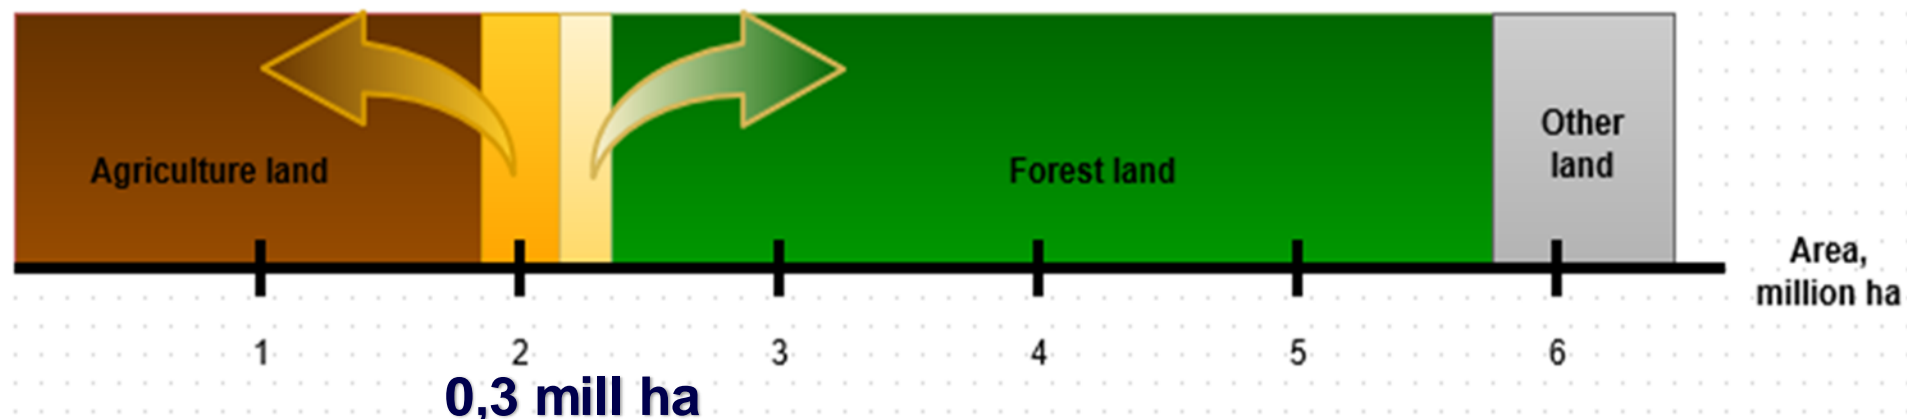 Agriculture land
Forest land
Other
land
Area,
million ha
1 2 3 4 5 6
0,3 mill ha